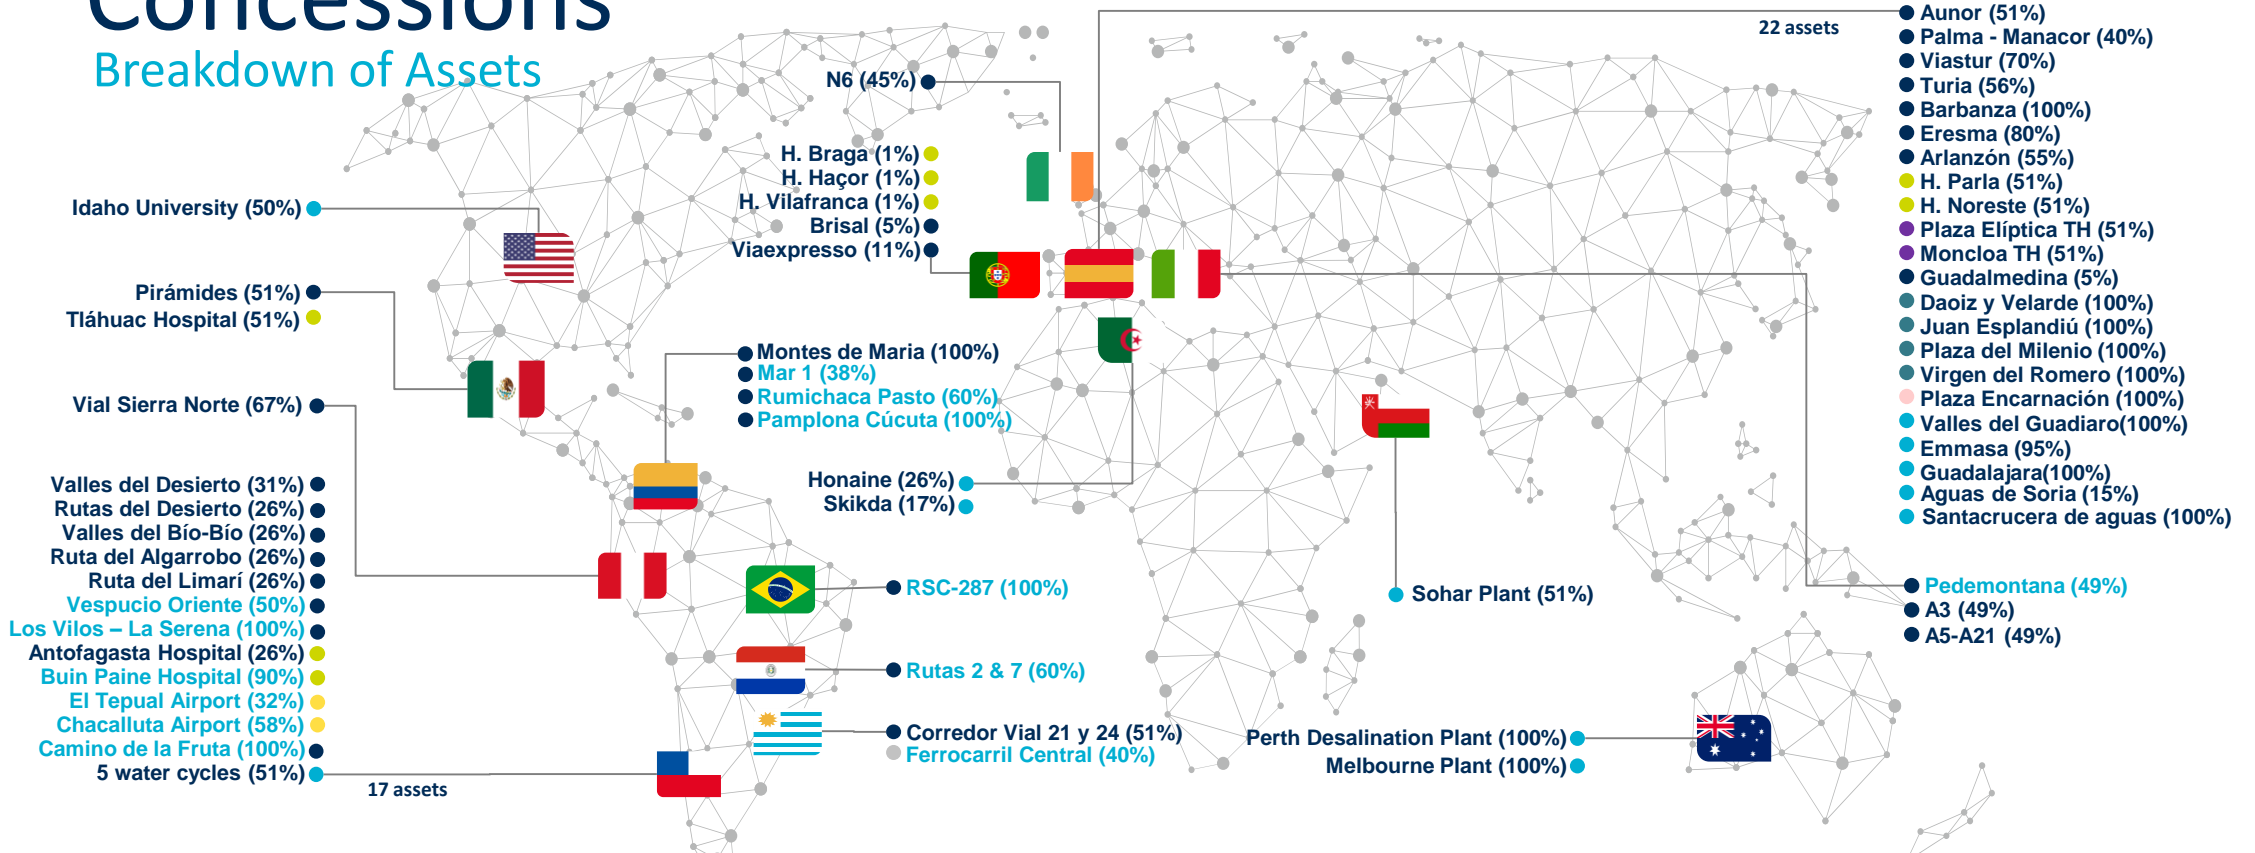 Concessions
Breakdown of Assets
22 assets
N6 (45%)
H. Braga (1%)
H. Haçor (1%)
H. Vilafranca (1%)
Brisal (5%)
Viaexpresso (11%)
Idaho University (50%)
Pirámides (51%)
Tláhuac Hospital (51%)
Vial Sierra Norte (67%)
Montes de Maria (100%)
Mar 1 (38%)
Rumichaca Pasto (60%)
Pamplona Cúcuta (100%)
Honaine (26%)
Skikda (17%)
Valles del Desierto (31%)
Rutas del Desierto (26%)
Valles del Bío-Bío (26%)
Ruta del Algarrobo (26%)
Ruta del Limarí (26%)
Vespucio Oriente (50%)
Los Vilos – La Serena (100%)
Antofagasta Hospital (26%)
Buin Paine Hospital (90%)
El Tepual Airport (32%)
Chacalluta Airport (58%)
Camino de la Fruta (100%)
5 water cycles (51%)
17 assets
RSC-287 (100%)
Rutas 2 & 7 (60%)
Corredor Vial 21 y 24 (51%)
Ferrocarril Central (40%)
Sohar Plant (51%)
Perth Desalination Plant (100%)
Melbourne Plant (100%)
Aunor (51%)
Palma - Manacor (40%)
Viastur (70%)
Turia (56%)
Barbanza (100%)
Eresma (80%)
Arlanzón (55%)
H. Parla (51%)
H. Noreste (51%)
Plaza Elíptica TH (51%)
Moncloa TH (51%)
Guadalmedina (5%)
Daoiz y Velarde (100%)
Juan Esplandiú (100%)
Plaza del Milenio (100%)
Virgen del Romero (100%)
Plaza Encarnación (100%)
Valles del Guadiaro(100%)
Emmasa (95%)
Guadalajara(100%)
Aguas de Soria (15%)
Santacrucera de aguas (100%)
Pedemontana (49%)
A3 (49%)
A5-A21 (49%)